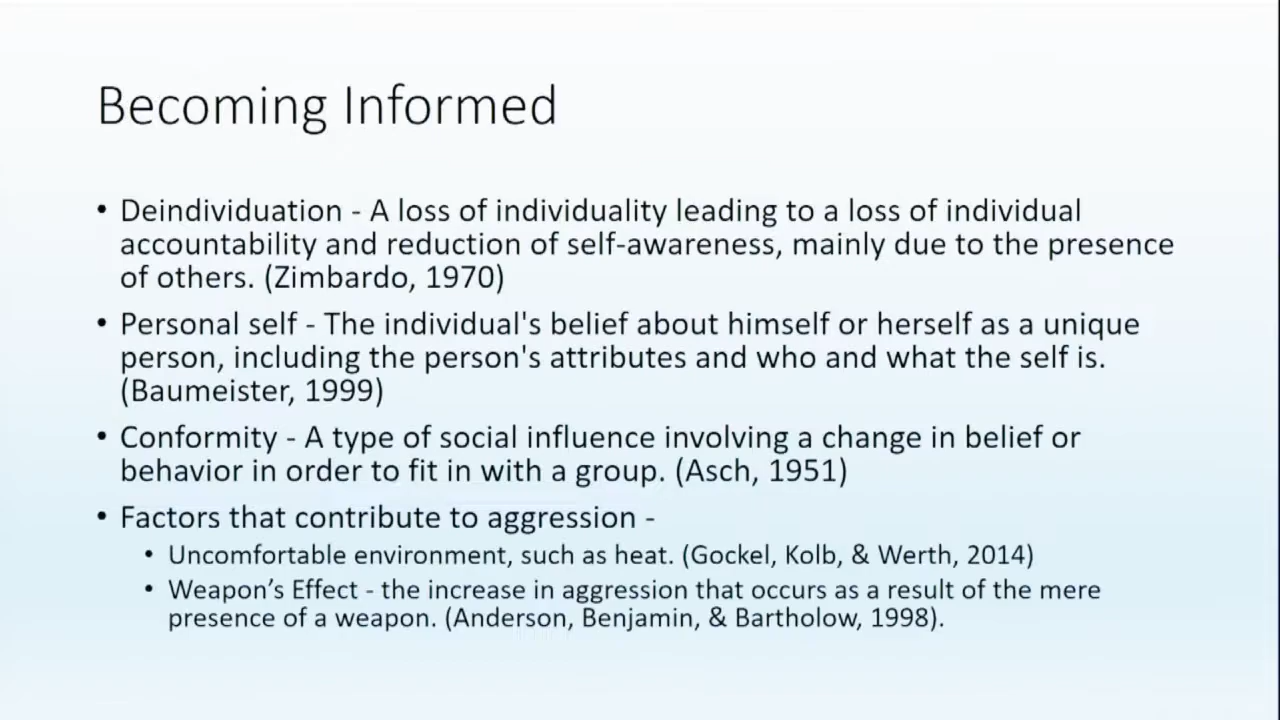 Becoming Informed
• Deindividuation - A loss of individuality leading to a loss of individual
accountability and reduction of self-awareness, mainly due to the presence
of others. (Zimbardo, 1970)
• Personal self - The individual's belief about himself or herself as a unique
person, including the person's attributes and who and what the self is.
(Baumeister, 1999)
• Conformity - A type of social influence involving a change in belief or
behavior in order to fit in with a group. (Asch, 1951)
• Factors that contribute to aggression -
• Uncomfortable environment, such as heat. (Gockel, Kolb, & Werth, 2014)
• Weapon’s Effect - the increase in aggression that occurs as a result of the mere
presence of a weapon. (Anderson, Benjamin, & Bartholow, 1998).